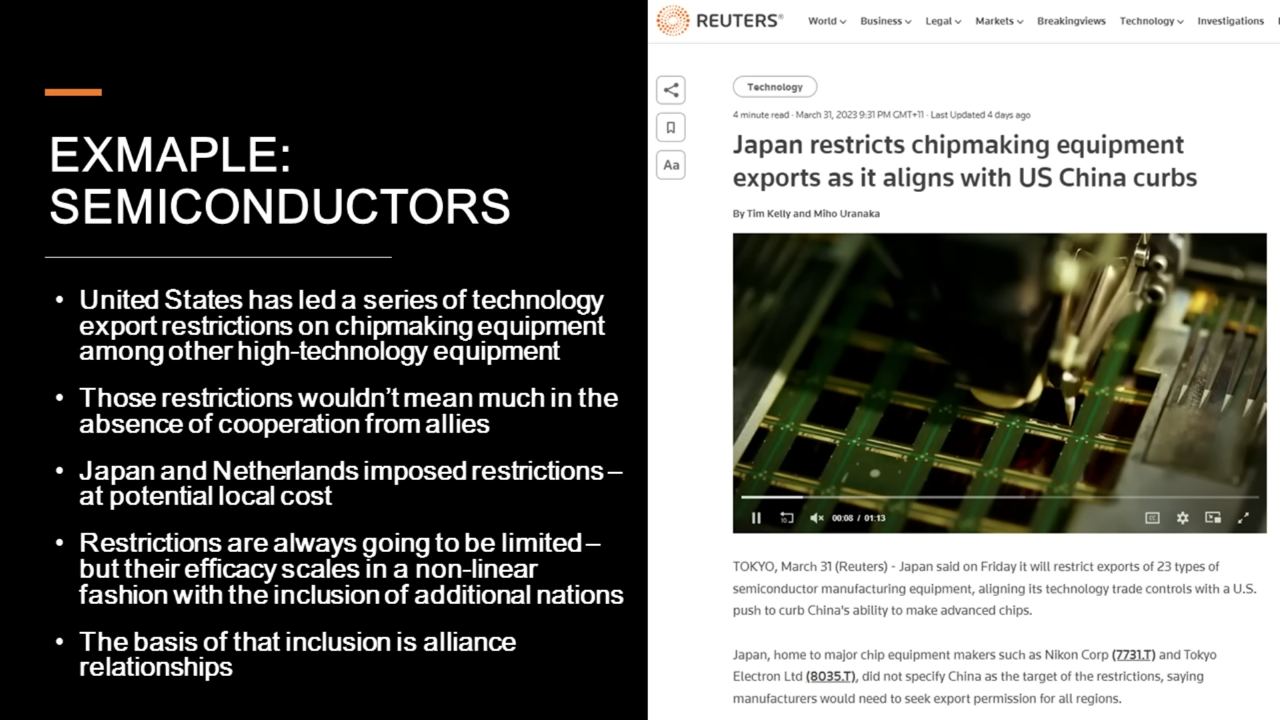 EXMAPLE:
SEMICONDUCTORS
• United States has led a series of technology
export restrictions on chipmaking equipment
among other high-technology equipment
• Those restrictions wouldn’t mean much in the
absence of cooperation from allies
• Japan and Netherlands imposed restrictions –
at potential local cost
• Restrictions are always going to be limited –
but their efficacy scales in a non-linear
fashion with the inclusion of additional nations
• The basis of that inclusion is alliance
relationships
REUTERS®
World Business Legal Markets Breakingviews Technology Investigations
Technology
4 minute read · March 31, 2023 9:31 PM GMT+11 · Last Updated 4 days ago
Aa
Japan restricts chipmaking equipment
exports as it aligns with US China curbs
By Tim Kelly and Miho Uranaka
10 00:08 / 01:13 CC
TOKYO, March 31 (Reuters) - Japan said on Friday it will restrict exports of 23 types of
semiconductor manufacturing equipment, aligning its technology trade controls with a U.S.
push to curb China's ability to make advanced chips.
Japan, home to major chip equipment makers such as Nikon Corp (7731.T) and Tokyo
Electron Ltd (8035.T), did not specify China as the target of the restrictions, saying
manufacturers would need to seek export permission for all regions.